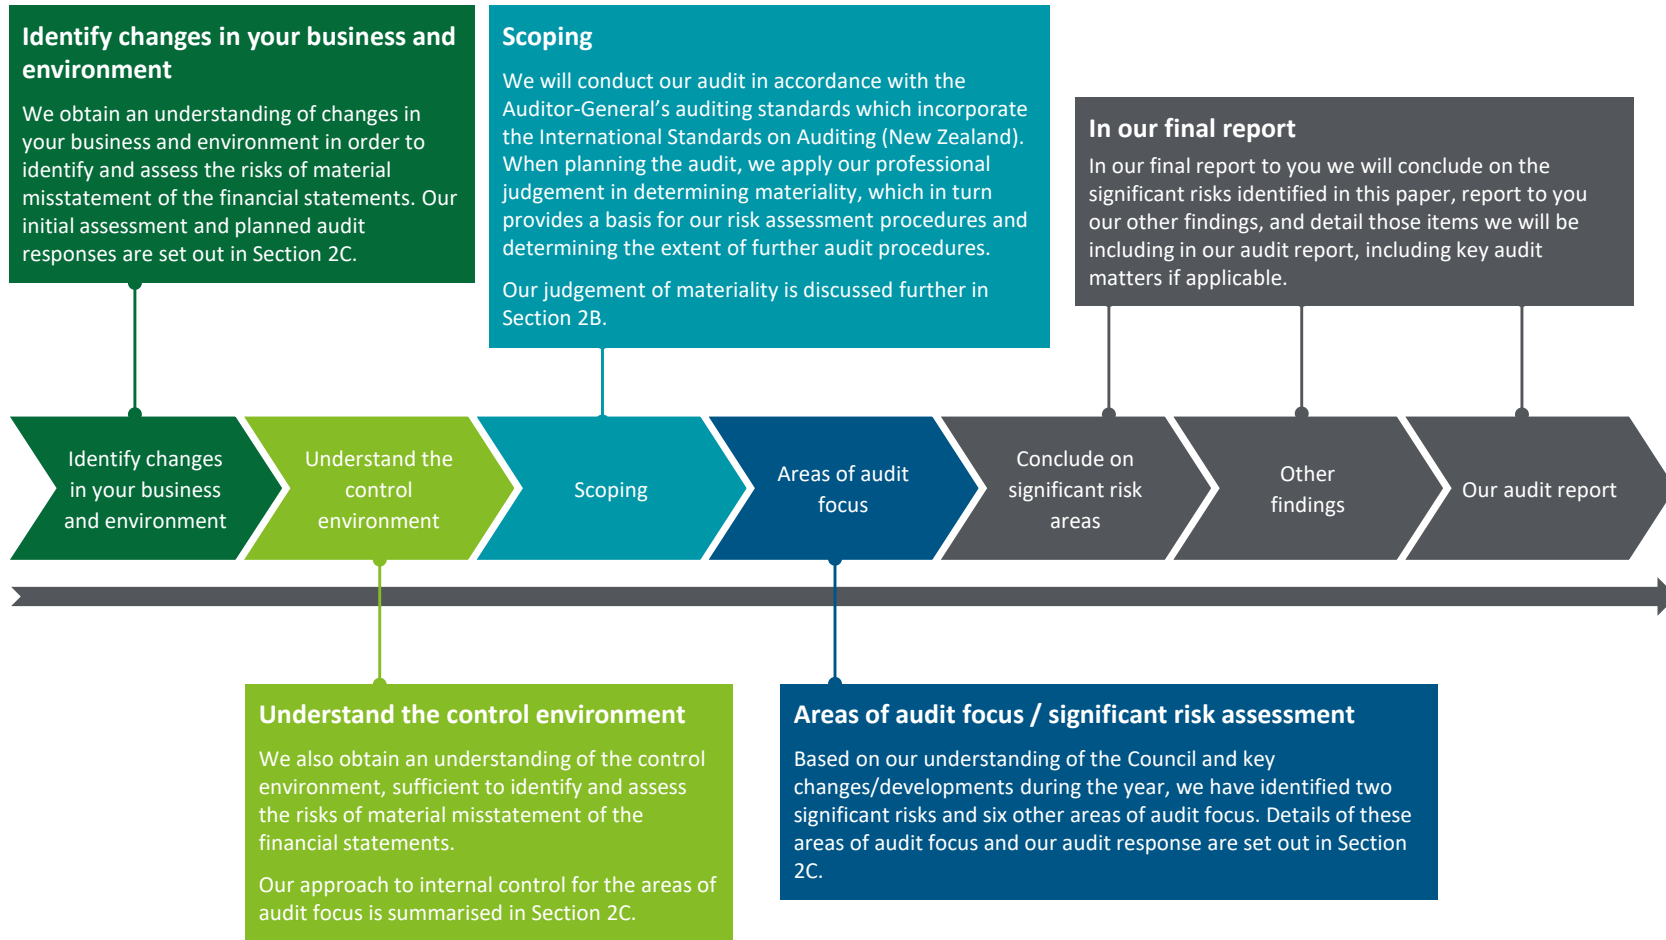 Identify changes in your business and
environment
We obtain an understanding of changes in
your business and environment in order to
identify and assess the risks of material
misstatement of the financial statements. Our
initial assessment and planned audit
responses are set out in Section 2C.
Scoping
We will conduct our audit in accordance with the
Auditor-General’s auditing standards which incorporate
the International Standards on Auditing (New Zealand).
When planning the audit, we apply our professional
judgement in determining materiality, which in turn
provides a basis for our risk assessment procedures and
determining the extent of further audit procedures.
Our judgement of materiality is discussed further in
Section 2B.
In our final report
In our final report to you we will conclude on the
significant risks identified in this paper, report to you
our other findings, and detail those items we will be
including in our audit report, including key audit
matters if applicable.
Identify changes
in your business
and environment
Understand the
control
environment
Scoping
Areas of audit
focus
Conclude on
significant risk
areas
Other
findings
Our audit report
Understand the control environment
We also obtain an understanding of the control
environment, sufficient to identify and assess
the risks of material misstatement of the
financial statements.
Our approach to internal control for the areas of
audit focus is summarised in Section 2C.
Areas of audit focus / significant risk assessment
Based on our understanding of the Council and key
changes/developments during the year, we have identified two
significant risks and six other areas of audit focus. Details of these
areas of audit focus and our audit response are set out in Section
2C.